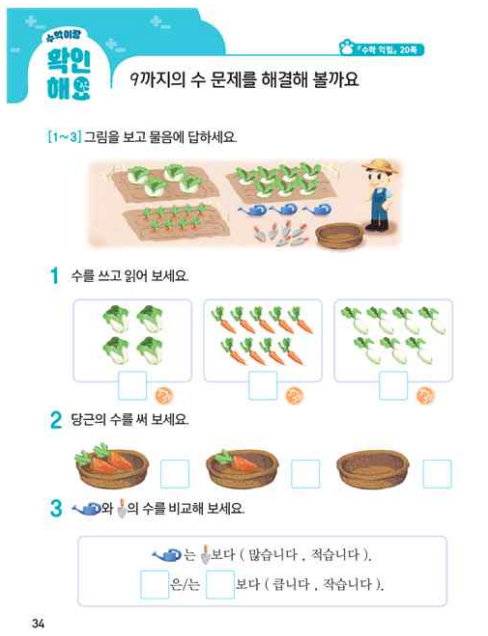 수학이랑
확인
해요
『수학 익힘』 20쪽
9까지의 수 문제를 해결해 볼까요
[1~3] 그림을 보고 물음에 답하세요.
1 수를 쓰고 읽어 보세요.
2 당근의 수를 써 보세요.
3 와 의 수를 비교해 보세요.
는 보다 ( 많습니다 , 적습니다 ).
은/는 보다 ( 큽니다 , 작습니다 ).
34